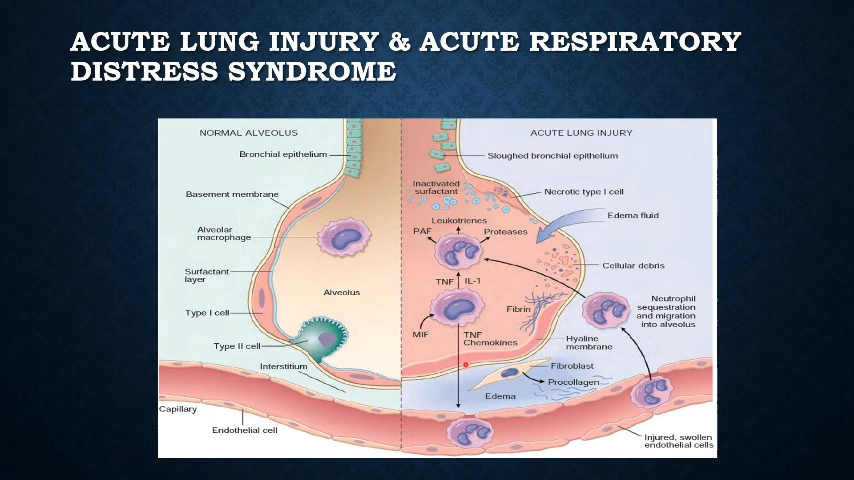 ACUTE LUNG INJURY & ACUTE RESPIRATORY
DISTRESS SYNDROME
NORMAL ALVEOLUS
Bronchial epithelium
Basement membrane
Alveolar
macrophage
Surfactant
layer
Alveolus
Type I cell
Type II cell
Interstitium
Capillary
Endothelial cell
ACUTE LUNG INJURY
Sloughed bronchial epithelium
Inactivated
surfactant
Necrotic type I cell
Leukotrienes
Edema fluid
PAF
Proteases
Cellular debris
TNF
IL-1
Neutrophil
sequestration
and migration
into alveolus
Fibrin
MIF
TNF
Chemokines
Hyaline
membrane
Fibroblast
Procollagen
Edema
Injured, swollen
endothelial cells